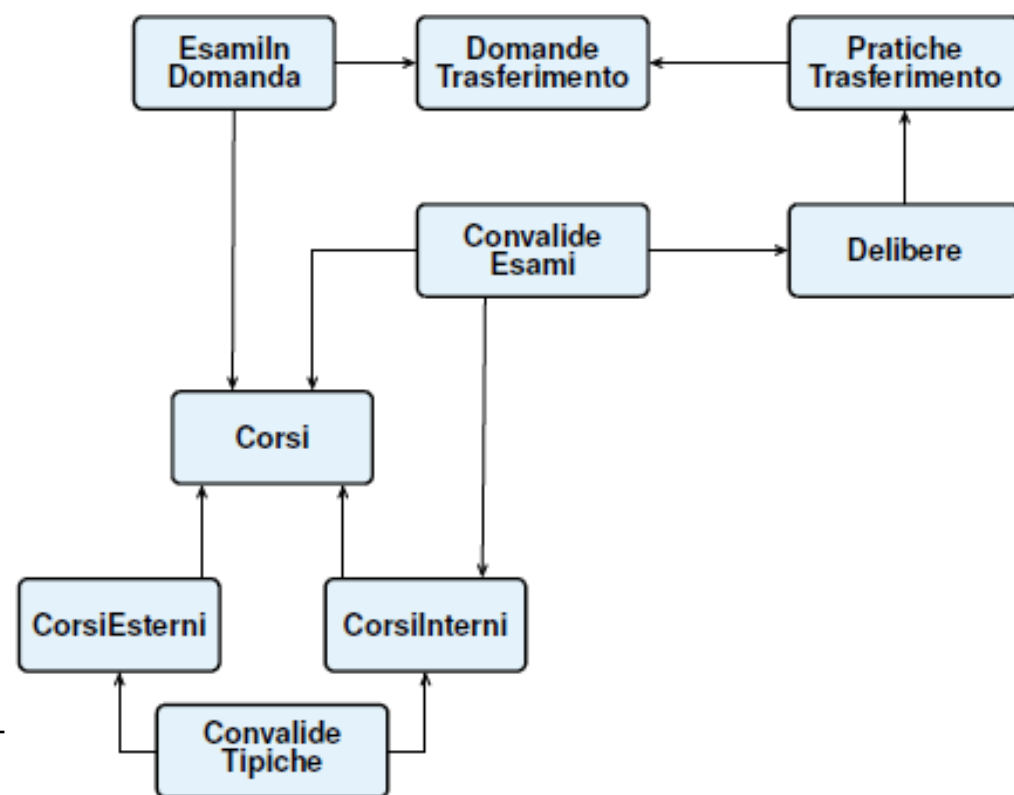 EsamiIn
Domanda
Domande
Trasferimento
Pratiche
Trasferimento
Convalide
Esami
Delibere
Corsi
CorsiEsterni
CorsiInterni
Convalide
Tipiche